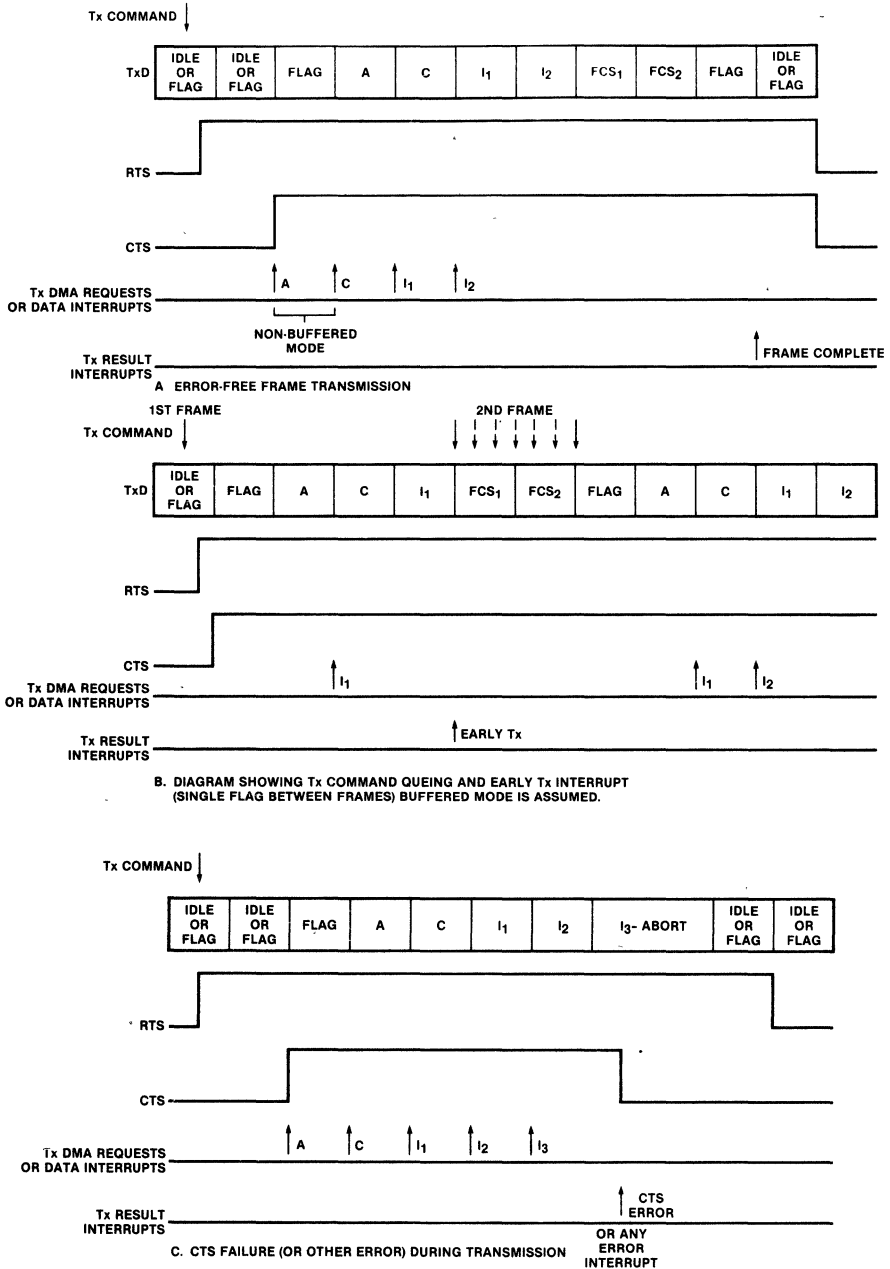 Tx COMMAND
TxD
IDLE OR FLAG
IDLE OR FLAG
FLAG
A
C
I1
I2
FCS1
FCS2
FLAG
IDLE OR FLAG
RTS
CTS
A
C
I1
I2
Tx DMA REQUESTS
OR DATA INTERRUPTS
NON-BUFFERED
MODE
Tx RESULT
INTERRUPTS
FRAME COMPLETE
A ERROR-FREE FRAME TRANSMISSION
1ST FRAME
2ND FRAME
Tx COMMAND
TxD
IDLE OR FLAG
FLAG
A
C
I1
FCS1
FCS2
FLAG
A
C
I1
I2
RTS
CTS
Tx DMA REQUESTS
OR DATA INTERRUPTS
I1
I1
I2
Tx RESULT
INTERRUPTS
EARLY Tx
B. DIAGRAM SHOWING Tx COMMAND QUEING AND EARLY Tx INTERRUPT
(SINGLE FLAG BETWEEN FRAMES) BUFFERED MODE IS ASSUMED.
Tx COMMAND
IDLE OR FLAG
IDLE OR FLAG
FLAG
A
C
I1
I2
I3- ABORT
IDLE OR FLAG
IDLE OR FLAG
RTS
CTS
Tx DMA REQUESTS
OR DATA INTERRUPTS
A
C
I1
I2
I3
Tx RESULT
INTERRUPTS
CTS
ERROR
OR ANY
ERROR
INTERRUPT
C. CTS FAILURE (OR OTHER ERROR) DURING TRANSMISSION